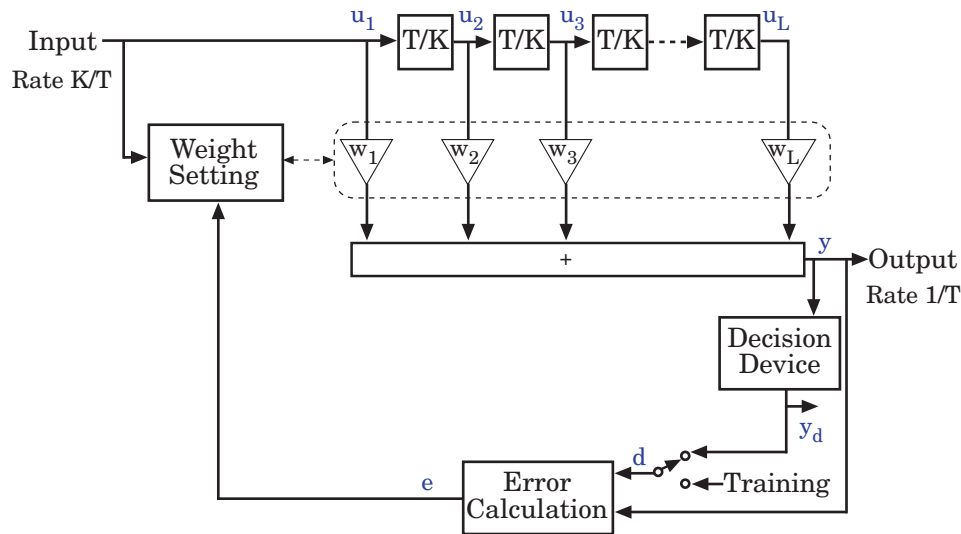 u1 u2 u3 uL
Input T/K T/K T/K T/K
Rate K/T
Weight
Setting
w1 w2 w3 wL
+ y Output
Rate 1/T
Decision
Device
yd
d
e Error
Calculation
Training